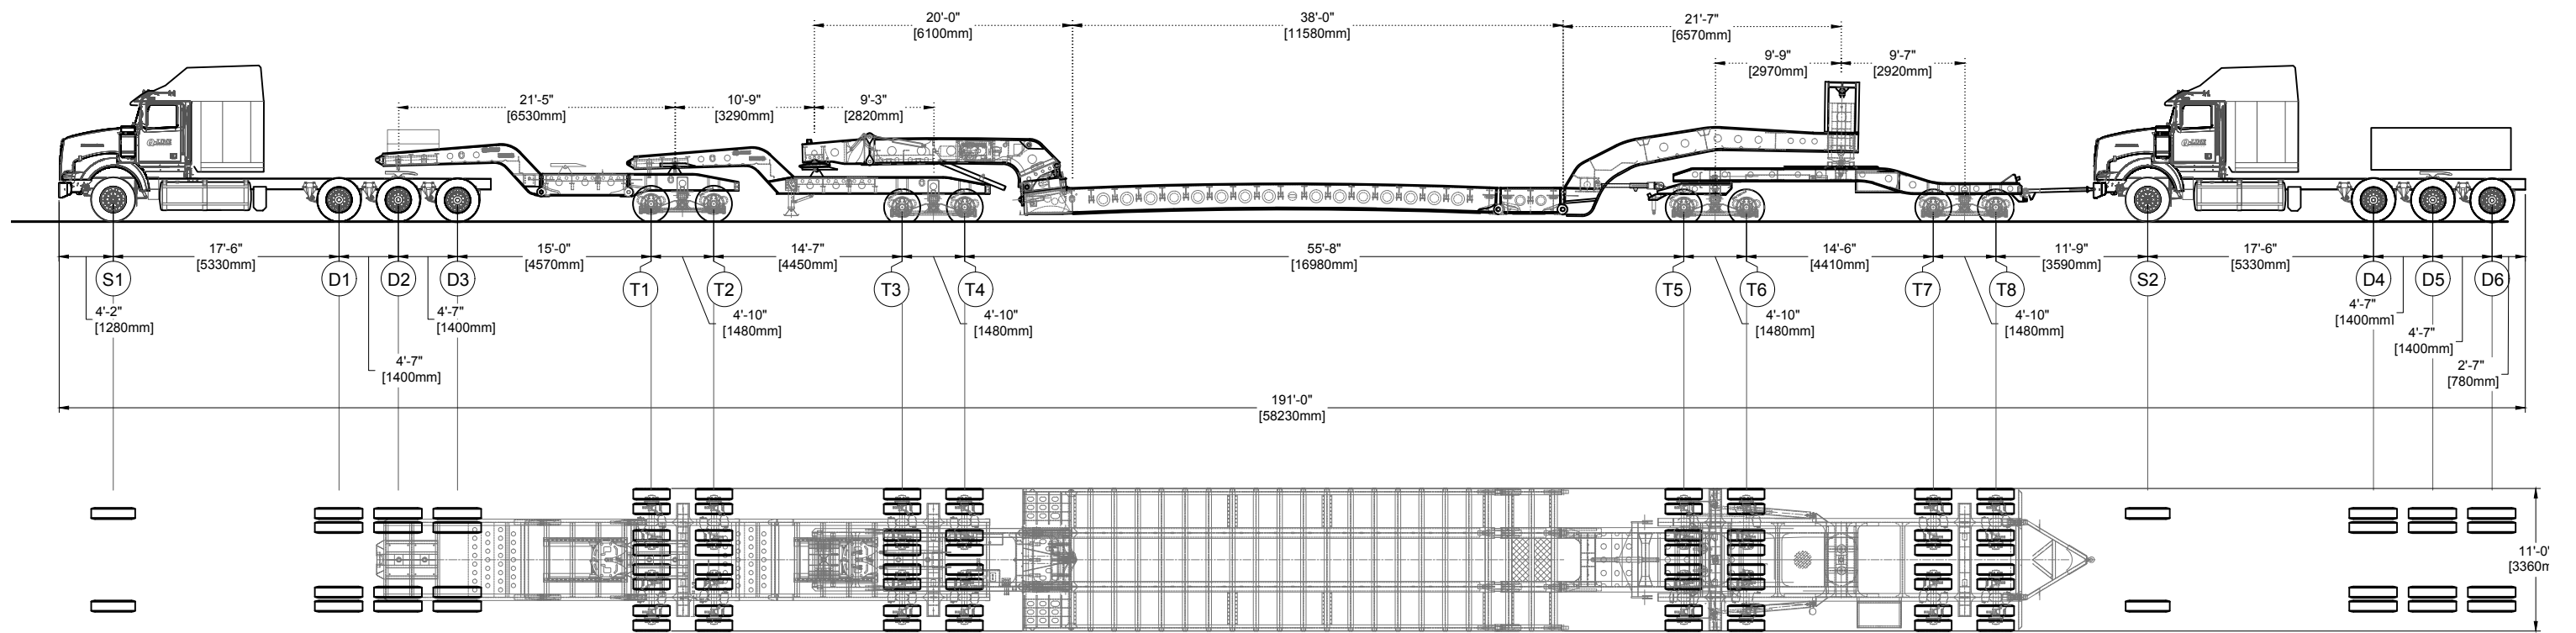 20'-0"
[6100mm]
38'-0"
[11580mm]
21'-7"
[6570mm]
9'-9"
[2970mm]
9'-7"
[2920mm]
21'-5"
[6530mm]
10'-9"
[3290mm]
9'-3"
[2820mm]
17'-6"
[5330mm]
15'-0"
[4570mm]
14'-7"
[4450mm]
55'-8"
[16980mm]
14'-6"
[4410mm]
11'-9"
[3590mm]
17'-6"
[5330mm]
S1
D1
D2
D3
T1
T2
T3
T4
T5
T6
T7
T8
S2
D4
D5
D6
4'-2"
[1280mm]
4'-7"
[1400mm]
4'-7"
[1400mm]
4'-10"
[1480mm]
4'-10"
[1480mm]
4'-10"
[1480mm]
4'-10"
[1480mm]
4'-7"
[1400mm]
4'-7"
[1400mm]
2'-7"
[780mm]
191'-0"
[58230mm]
11'-0
[3360m